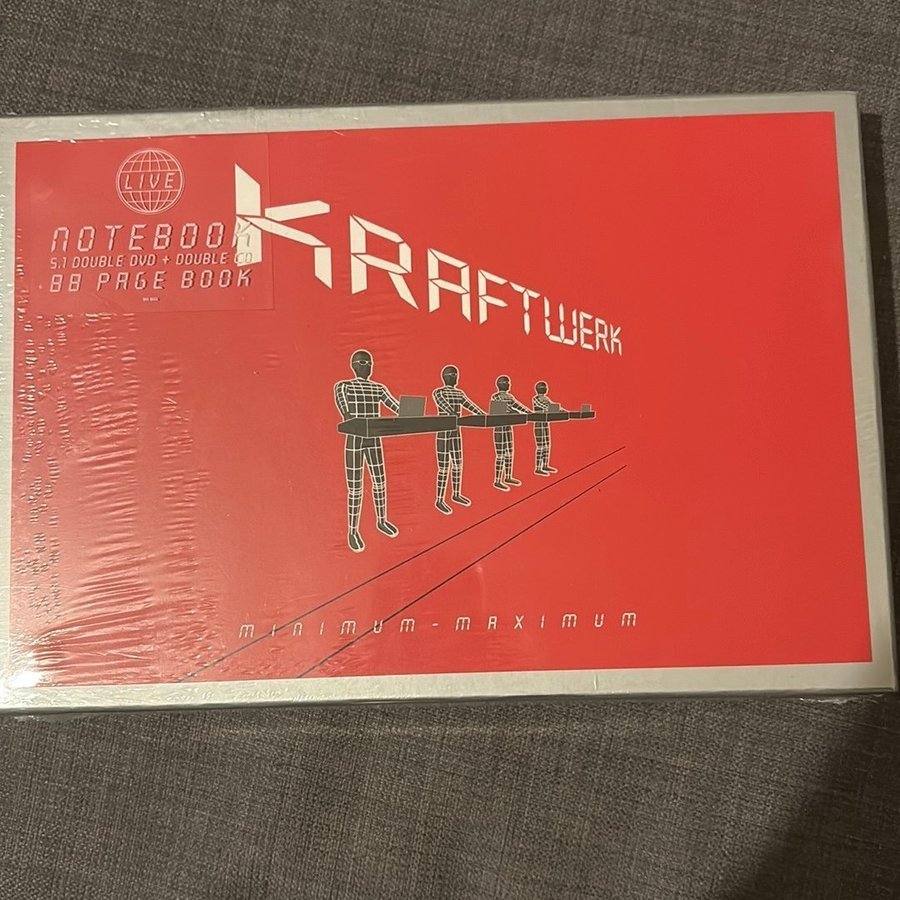 LIVE
NOTEBOOK
5.1 DOUBLE DVD + DOUBLE CD
88 PAGE BOOK
KRAFTWERK
MINIMUM-MAXIMUM